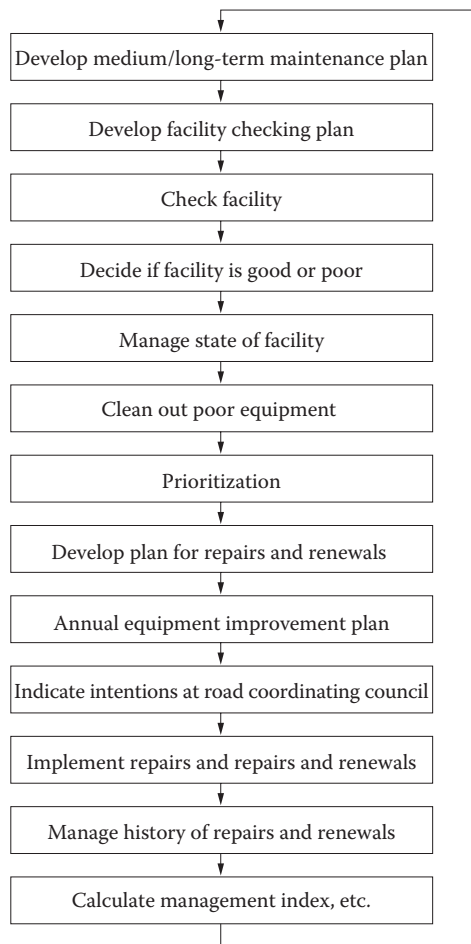 Develop medium/long-term maintenance plan
Develop facility checking plan
Check facility
Decide if facility is good or poor
Manage state of facility
Clean out poor equipment
Prioritization
Develop plan for repairs and renewals
Annual equipment improvement plan
Indicate intentions at road coordinating council
Implement repairs and repairs and renewals
Manage history of repairs and renewals
Calculate management index, etc.